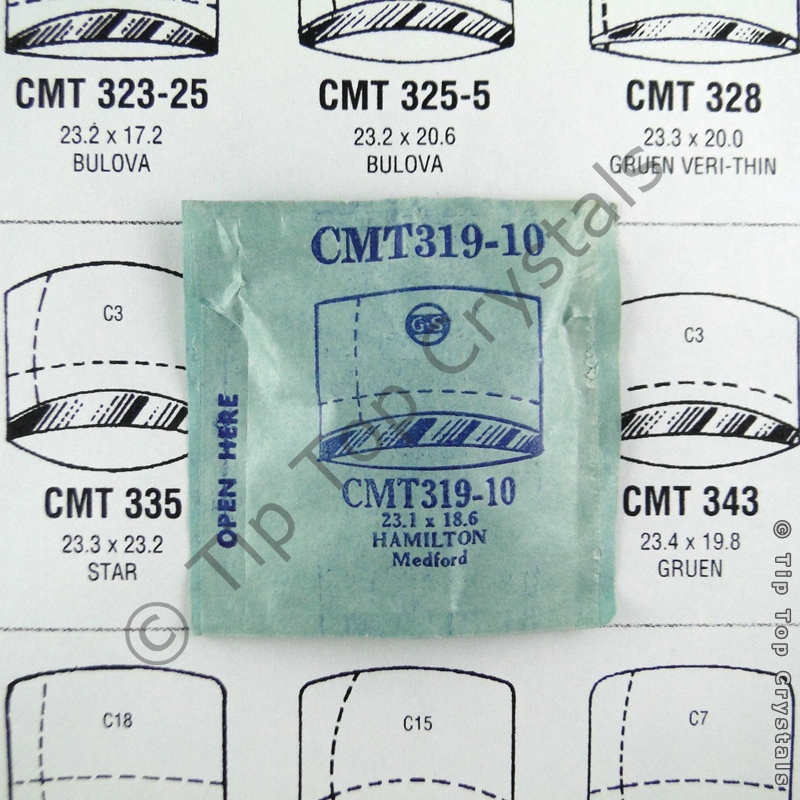 CMT 323-25
23.2 x 17.2
BULOVA
CMT 325-5
23.2 x 20.6
BULOVA
CMT 328
23.3 x 20.0
GRUEN VERI-THIN
C3
CMT 335
23.3 x 23.2
STAR
CMT319-10
GS
OPEN HERE
CMT319-10
23.1 x 18.6
HAMILTON
Medford
C3
CMT 343
23.4 x 19.8
GRUEN
C18
C15
C7
© Tip Top Crystals
© Tip Top Crystals